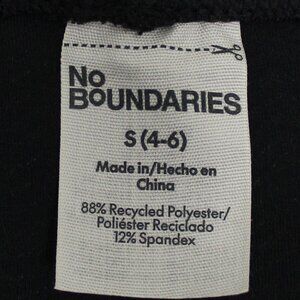 No
BOUNDARIES
S (4-6)
Made in/Hecho en
China
88% Recycled Polyester/
Poliéster Reciclado
12% Spandex